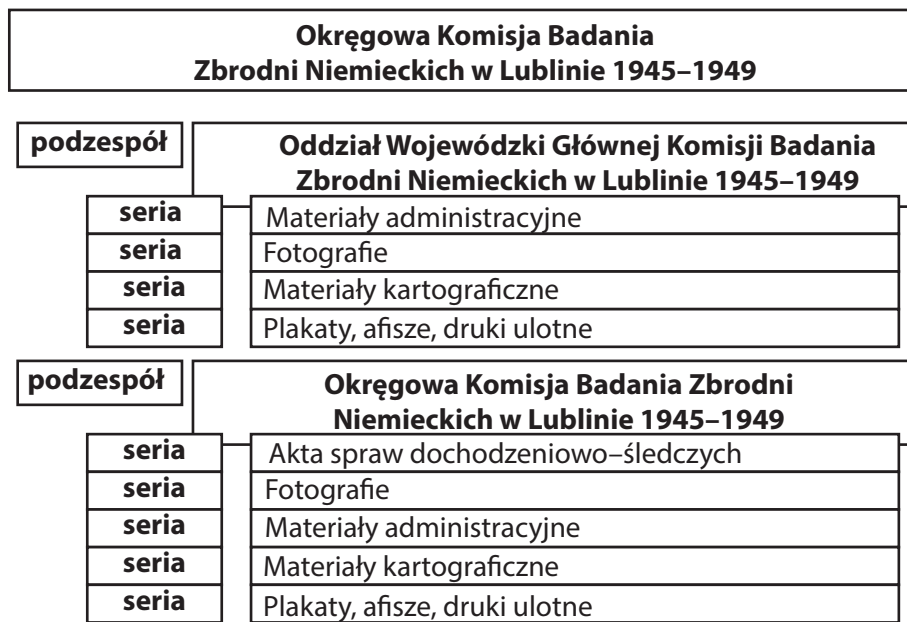 Okręgowa Komisja Badania
Zbrodni Niemieckich w Lublinie 1945–1949
podzespół
Oddział Wojewódzki Głównej Komisji Badania
Zbrodni Niemieckich w Lublinie 1945–1949
seria Materiały administracyjne
seria Fotografie
seria Materiały kartograficzne
seria Plakaty, afisze, druki ulotne
podzespół
Okręgowa Komisja Badania Zbrodni
Niemieckich w Lublinie 1945–1949
seria Akta spraw dochodzeniowo–śledczych
seria Fotografie
seria Materiały administracyjne
seria Materiały kartograficzne
seria Plakaty, afisze, druki ulotne